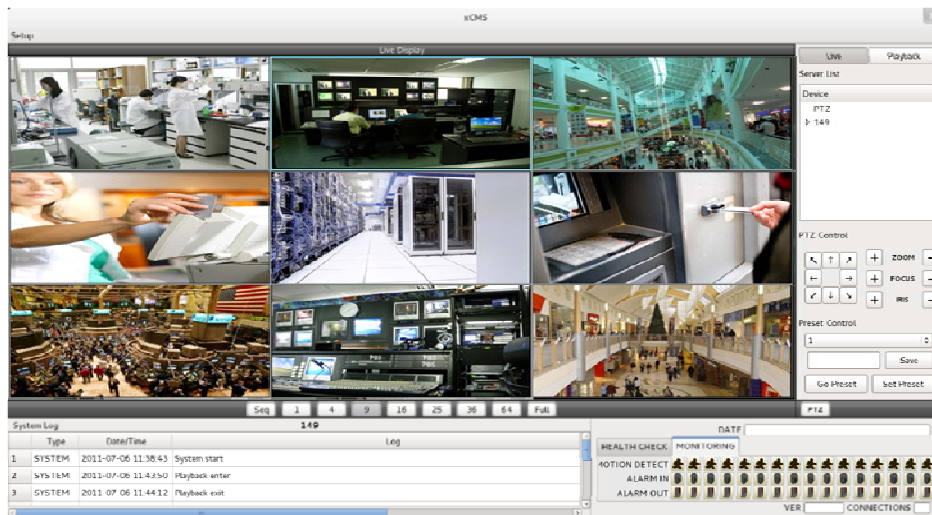 xCMS
Setup
Live Display
Live Playback
Server List
Device
PTZ
149
PTZ Control
+ ZOOM −
+ FOCUS −
+ IRIS −
Preset Control
1
Save
Go Preset Set Preset
Seq 1 4 9 16 25 36 64 Full
PTZ
System Log 149
Type Date/Time Log
1 SYSTEM 2011-07-06 11:38:43 System start
2 SYSTEM 2011-07-06 11:43:50 Playback enter
3 SYSTEM 2011-07-06 11:44:12 Playback exit
DATE
HEALTH CHECK MONITORING
MOTION DETECT
ALARM IN
ALARM OUT
VER CONNECTIONS